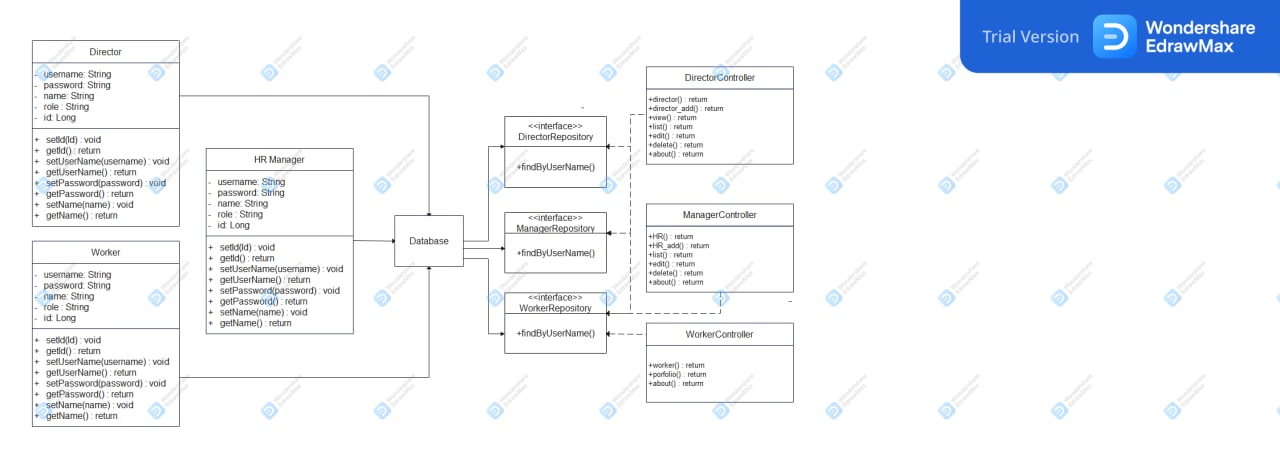 Trial Version
Wondershare
EdrawMax
Director
- username: String
- password: String
- name: String
- role : String
- id: Long
+ setId(Id) : void
+ getId() : return
+ setUserName(username) : void
+ getUserName() : return
+ setPassword(password) : void
+ getPassword() : return
+ setName(name) : void
+ getName() : return
Worker
- username: String
- password: String
- name: String
- role : String
- id: Long
+ setId(Id) : void
+ getId() : return
+ setUserName(username) : void
+ getUserName() : return
+ setPassword(password) : void
+ getPassword() : return
+ setName(name) : void
+ getName() : return
HR Manager
- username: String
- password: String
- name: String
- role : String
- id: Long
+ setId(Id) : void
+ getId() : return
+ setUserName(username) : void
+ getUserName() : return
+ setPassword(password) : void
+ getPassword() : return
+ setName(name) : void
+ getName() : return
Database
<<interface>>
DirectorRepository
+findByUserName()
<<interface>>
ManagerRepository
+findByUserName()
<<interface>>
WorkerRepository
+findByUserName()
DirectorController
+director() : return
+director_add() : return
+view() : return
+list() : return
+edit() : return
+delete() : return
+about() : return
ManagerController
+HR() : return
+HR_add() : return
+list() : return
+edit() : return
+delete() : return
+about() : return
WorkerController
+worker() : return
+porfolio() : return
+about() : returm